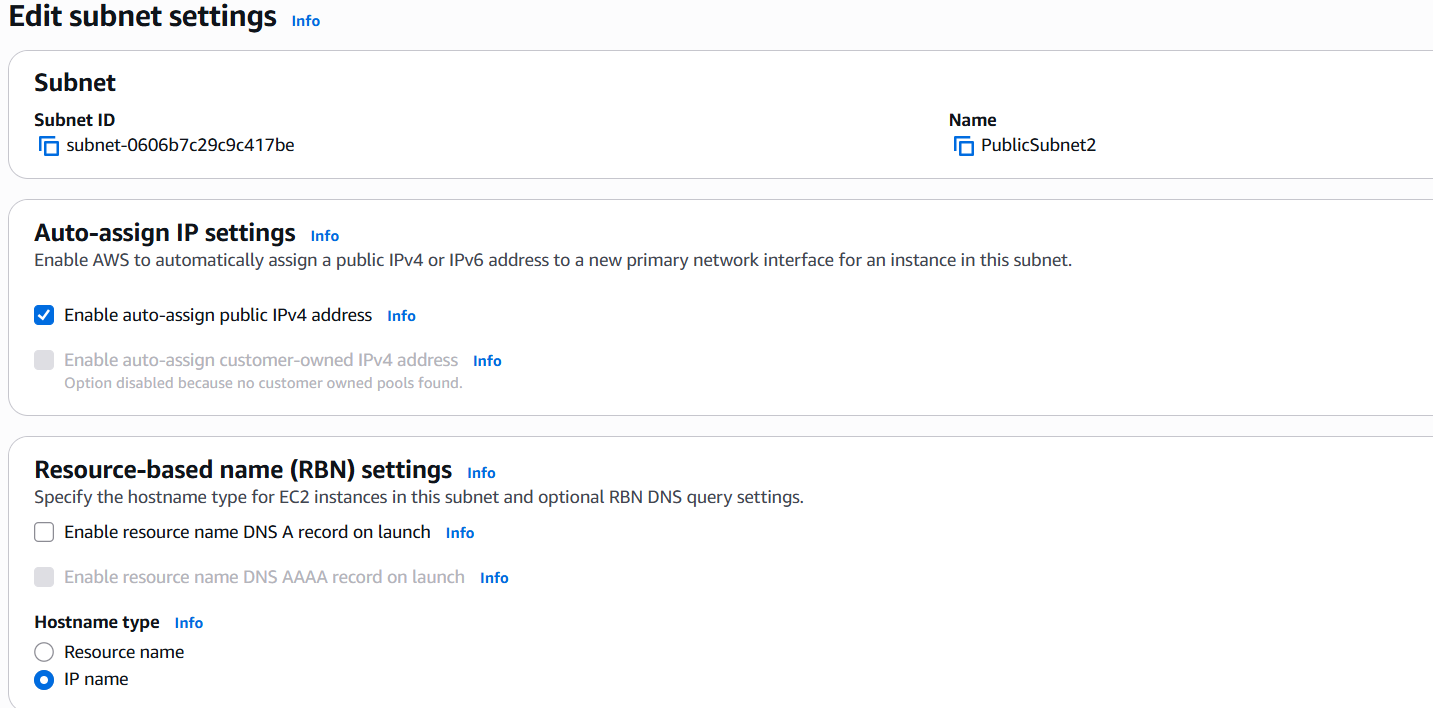 Edit subnet settings Info
Subnet
Subnet ID
subnet-0606b7c29c9c417be
Name
PublicSubnet2
Auto-assign IP settings Info
Enable AWS to automatically assign a public IPv4 or IPv6 address to a new primary network interface for an instance in this subnet.
Enable auto-assign public IPv4 address Info
Enable auto-assign customer-owned IPv4 address Info
Option disabled because no customer owned pools found.
Resource-based name (RBN) settings Info
Specify the hostname type for EC2 instances in this subnet and optional RBN DNS query settings.
Enable resource name DNS A record on launch Info
Enable resource name DNS AAAA record on launch Info
Hostname type Info
Resource name
IP name